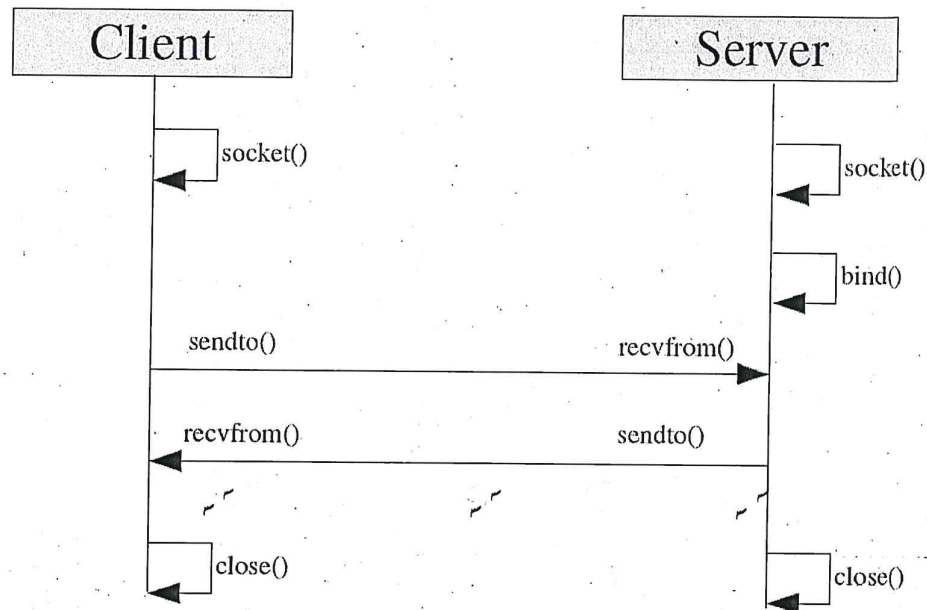 Client
Server
socket()
socket()
bind()
sendto()
recvfrom()
recvfrom()
sendto()
close()
close()